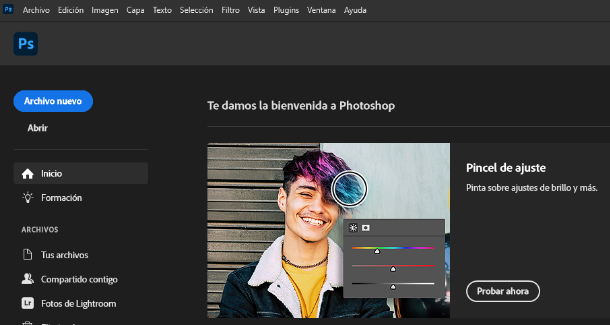 Ps Archivo Edición Imagen Capa Texto Selección Filtro Vista Plugins Ventana Ayuda
Ps
Archivo nuevo
Abrir
Inicio
Formación
ARCHIVOS
Tus archivos
Compartido contigo
Lr Fotos de Lightroom
Te damos la bienvenida a Photoshop
Pincel de ajuste
Pinta sobre ajustes de brillo y más.
Probar ahora